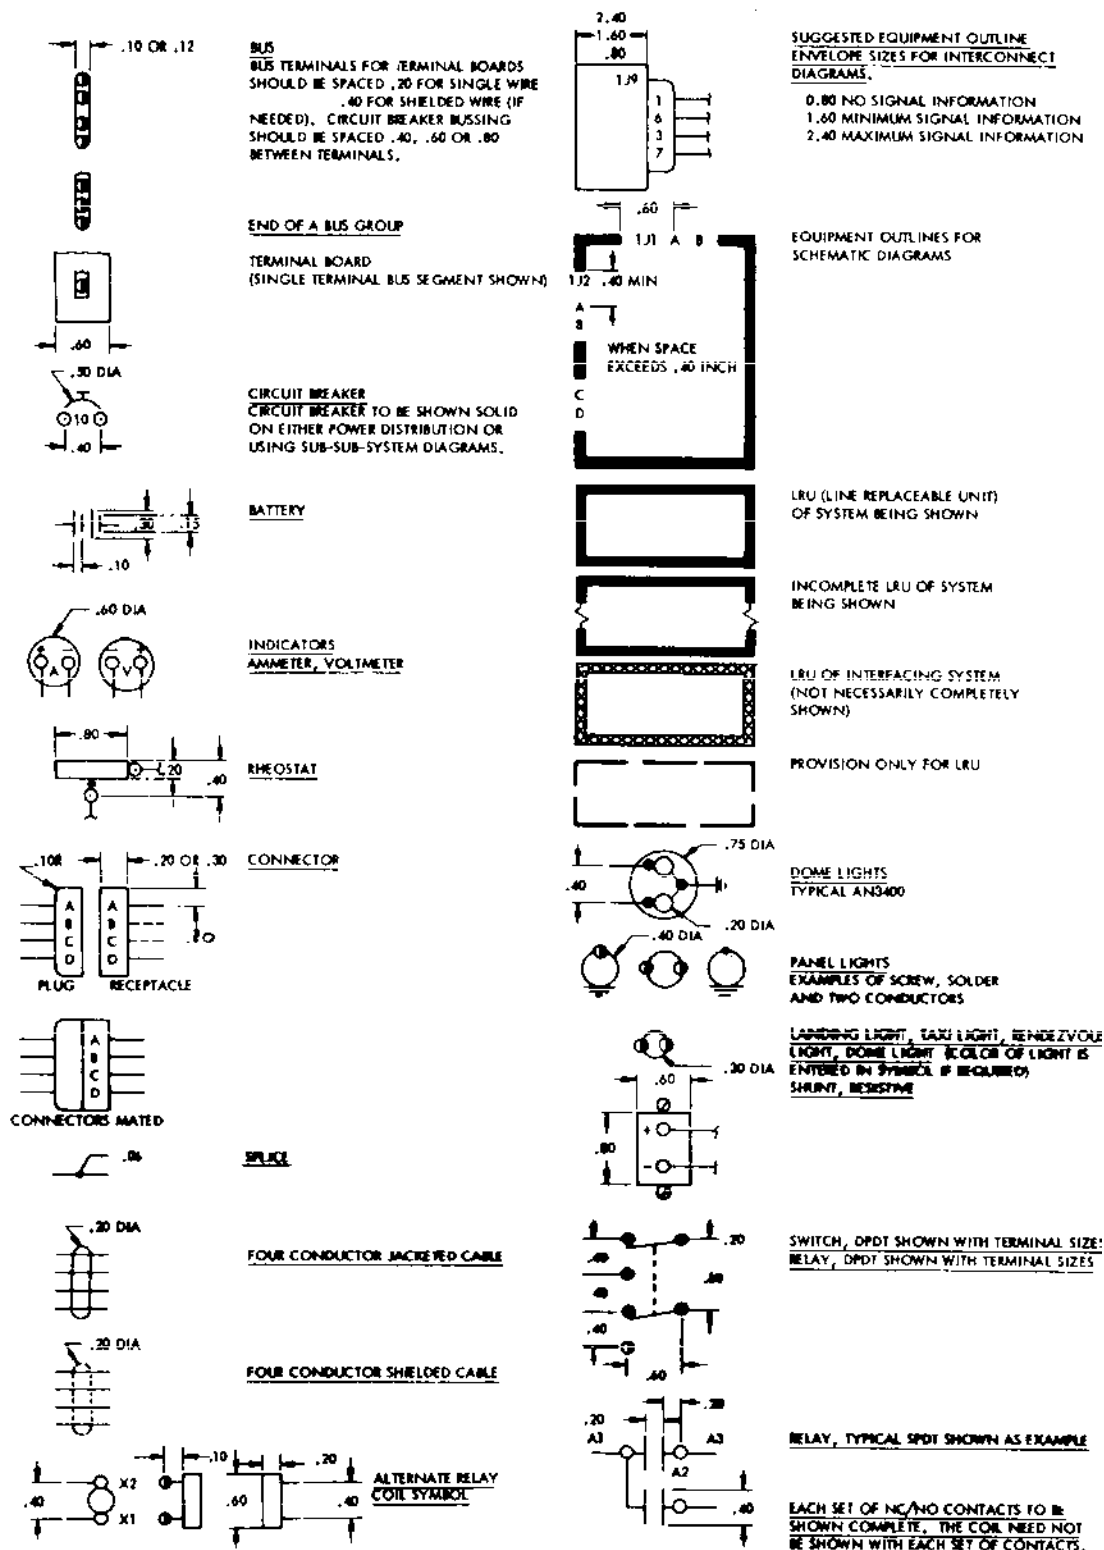 .10 OR .12
BUS
BUS TERMINALS FOR TERMINAL BOARDS
SHOULD BE SPACED .20 FOR SINGLE WIRE
.40 FOR SHIELDED WIRE (IF
NEEDED). CIRCUIT BREAKER BUSSING
SHOULD BE SPACED .40, .60 OR .80
BETWEEN TERMINALS.
END OF A BUS GROUP
TERMINAL BOARD
(SINGLE TERMINAL BUS SEGMENT SHOWN)
.60
.50 DIA
10
.40
CIRCUIT BREAKER
CIRCUIT BREAKER TO BE SHOWN SOLID
ON EITHER POWER DISTRIBUTION OR
USING SUB-SUB-SYSTEM DIAGRAMS.
BATTERY
.30 .15
.10
.60 DIA
+ A - - V +
INDICATORS
AMMETER, VOLTMETER
.80
.20
.40
RHEOSTAT
.10R
.20 OR .30
CONNECTOR
A A
B B
C C
D D
PLUG RECEPTACLE
A
B
C
D
CONNECTORS MATED
.06
SPLICE
.20 DIA
FOUR CONDUCTOR JACKETED CABLE
.20 DIA
FOUR CONDUCTOR SHIELDED CABLE
X2
.40
X1
.10
.60
.20
.40
ALTERNATE RELAY
COIL SYMBOL
2.40
1.60
.80
1J9
1
6
3
7
SUGGESTED EQUIPMENT OUTLINE
ENVELOPE SIZES FOR INTERCONNECT
DIAGRAMS.
0.80 NO SIGNAL INFORMATION
1.60 MINIMUM SIGNAL INFORMATION
2.40 MAXIMUM SIGNAL INFORMATION
.60
1J1 A B
1J2 .40 MIN
A
B
WHEN SPACE
EXCEEDS .40 INCH
C
D
EQUIPMENT OUTLINES FOR
SCHEMATIC DIAGRAMS
LRU (LINE REPLACEABLE UNIT)
OF SYSTEM BEING SHOWN
INCOMPLETE LRU OF SYSTEM
BEING SHOWN
LRU OF INTERFACING SYSTEM
(NOT NECESSARILY COMPLETELY
SHOWN)
PROVISION ONLY FOR LRU
.75 DIA
.40
.20 DIA
DOME LIGHTS
TYPICAL AN3400
.40 DIA
PANEL LIGHTS
EXAMPLES OF SCREW, SOLDER
AND TWO CONDUCTORS
.30 DIA
LANDING LIGHT, TAXI LIGHT, RENDEZVOUS
LIGHT, DOME LIGHT (COLOR OF LIGHT IS
ENTERED IN SYMBOL IF REQUIRED)
SHUNT, RESISTIVE
.60
+
.80
-
.20
.40
.40
.40
.60
SWITCH, DPDT SHOWN WITH TERMINAL SIZES
RELAY, DPDT SHOWN WITH TERMINAL SIZES
.20
A3 A3
A2
.40
RELAY, TYPICAL SPDT SHOWN AS EXAMPLE
EACH SET OF NC/NO CONTACTS TO BE
SHOWN COMPLETE. THE COIL NEED NOT
BE SHOWN WITH EACH SET OF CONTACTS.